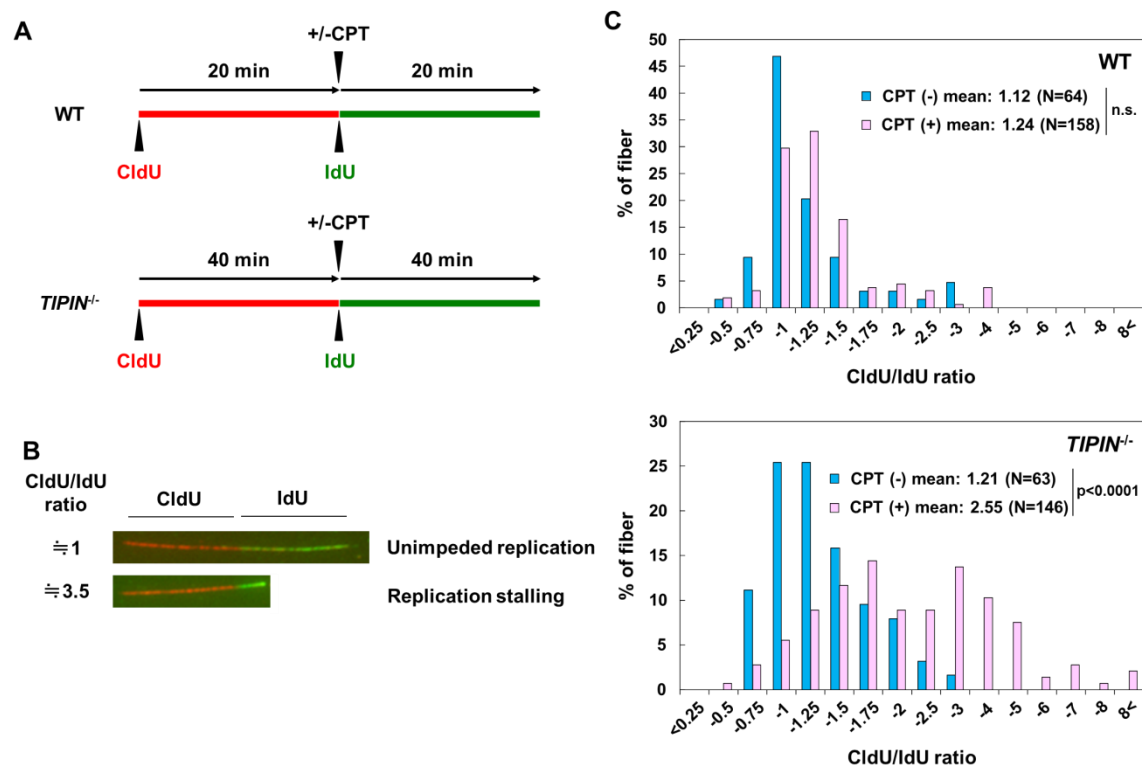 A
+/-CPT
20 min
20 min
WT
CldU
IdU
+/-CPT
40 min
40 min
TIPIN-/-
CldU
IdU
B
CldU/IdU
ratio
CldU
IdU
≒1
Unimpeded replication
≒3.5
Replication stalling
C
WT
50
45
40
35
30
25
20
15
10
5
0
% of fiber
CPT (-) mean: 1.12 (N=64)
CPT (+) mean: 1.24 (N=158)
n.s.
<0.25
-0.5
-0.75
-1
-1.25
-1.5
-1.75
-2
-2.5
-3
-4
-5
-6
-7
-8
8<
CldU/IdU ratio
TIPIN-/-
30
25
20
15
10
5
0
% of fiber
CPT (-) mean: 1.21 (N=63)
CPT (+) mean: 2.55 (N=146)
p<0.0001
<0.25
-0.5
-0.75
-1
-1.25
-1.5
-1.75
-2
-2.5
-3
-4
-5
-6
-7
-8
8<
CldU/IdU ratio